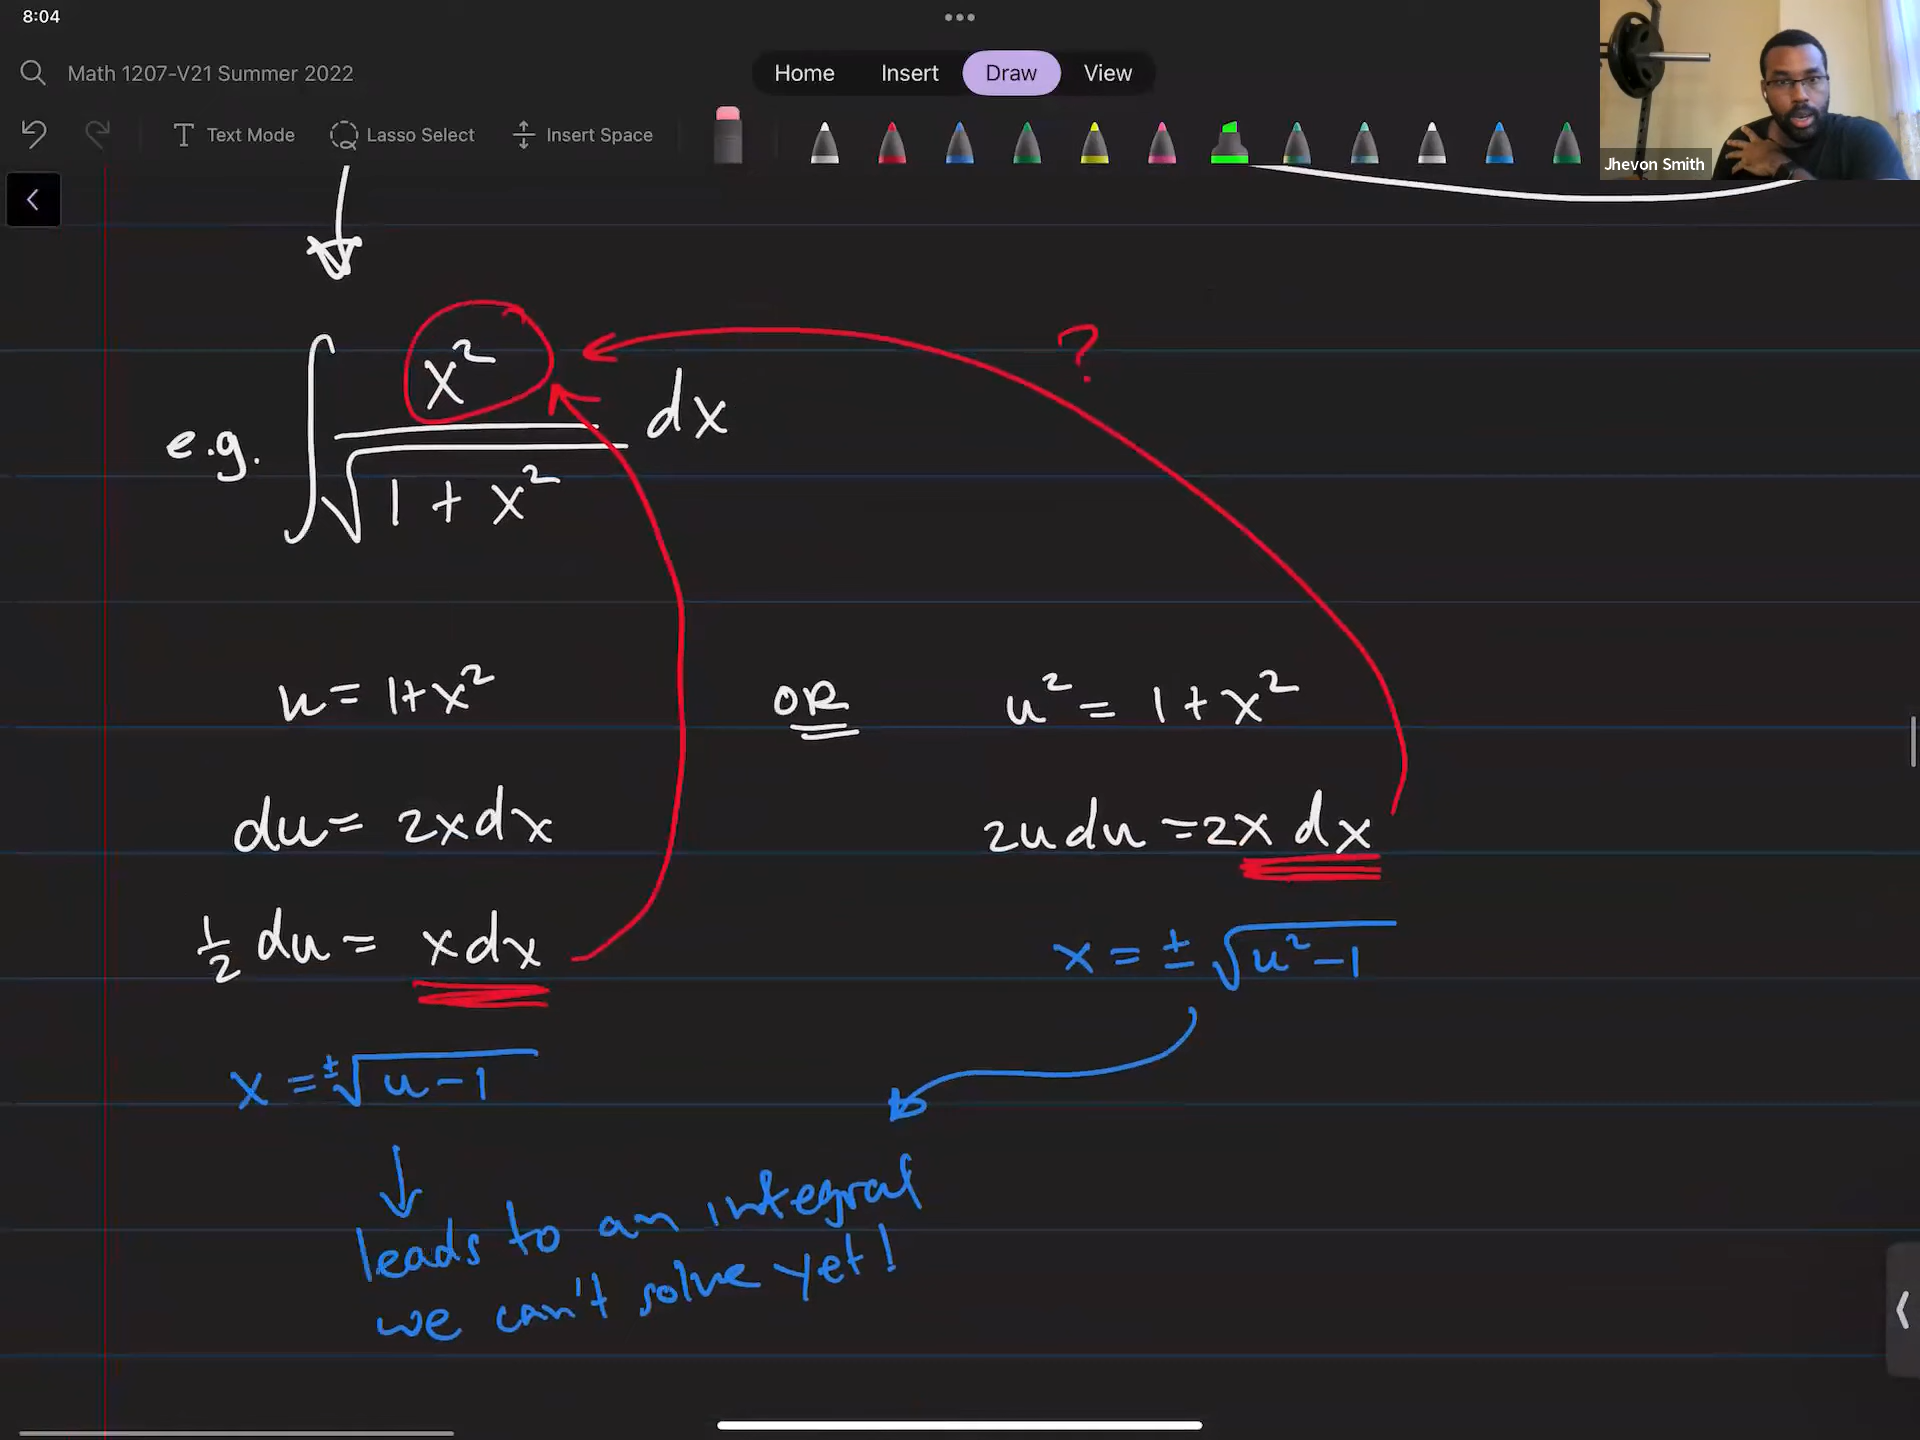 8:04
Math 1207-V21 Summer 2022
Home Insert Draw View
Text Mode Lasso Select Insert Space
Jhevon Smith
e.g. ∫ x² / √(1 + x²) dx
?
u = 1+x² OR u² = 1 + x²
du = 2xdx 2udu = 2x dx
½ du = xdx x = ± √(u² - 1)
x = ±√(u - 1)
leads to an integral
we can't solve yet!